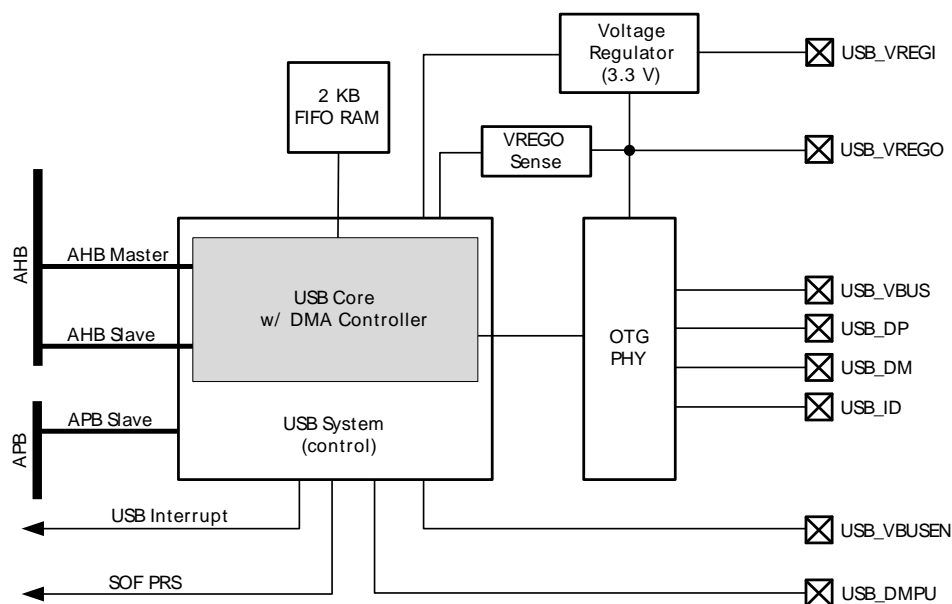 Voltage
Regulator
(3.3 V)
USB_VREGI
2 KB
FIFO RAM
VREGO
Sense
USB_VREGO
AHB
AHB Master
USB Core
w/ DMA Controller
AHB Slave
OTG
PHY
USB_VBUS
USB_DP
USB_DM
USB_ID
APB
APB Slave
USB System
(control)
USB Interrupt
USB_VBUSEN
SOF PRS
USB_DMPU